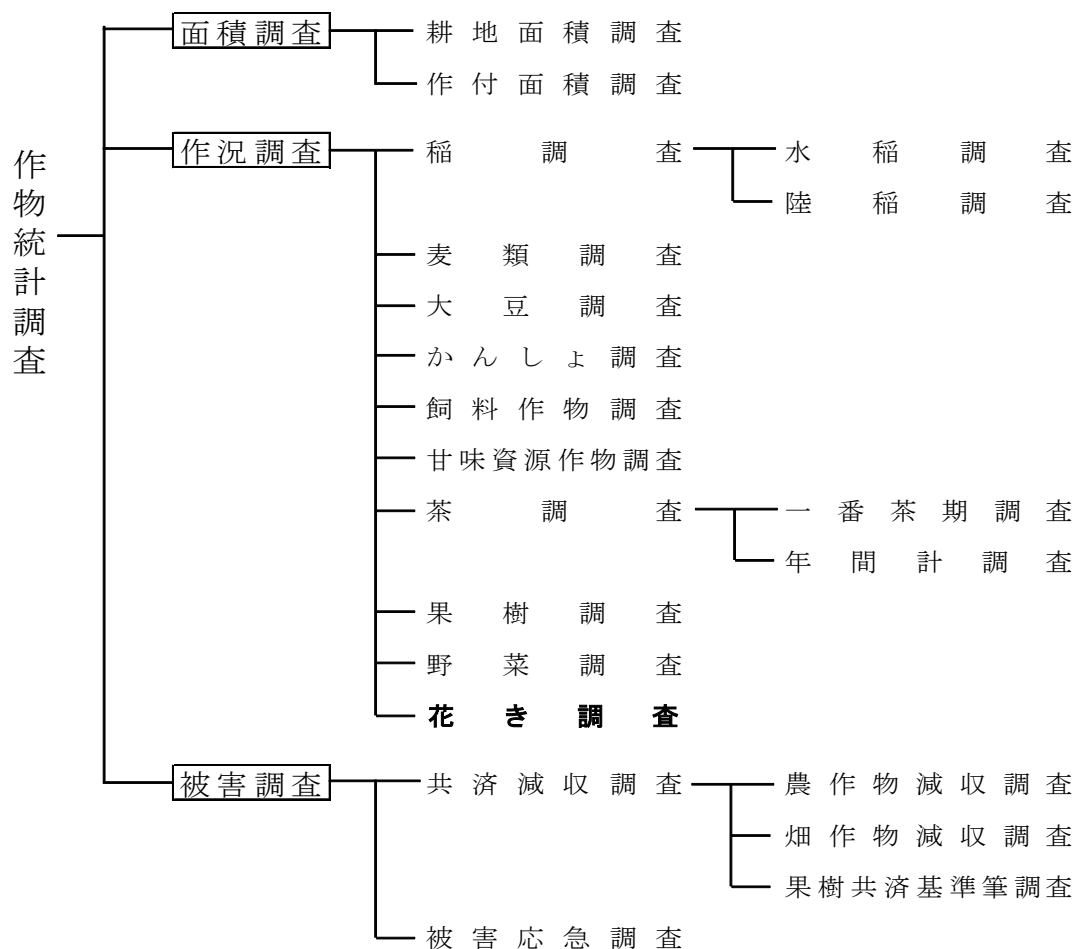 作物統計調査
面積調査
耕地面積調査
作付面積調査
作況調査
稲調査
水稲調査
陸稲調査
麦類調査
大豆調査
かんしょ調査
飼料作物調査
甘味資源作物調査
茶調査
一番茶期調査
年間計調査
果樹調査
野菜調査
花き調査
被害調査
共済減収調査
農作物減収調査
畑作物減収調査
果樹共済基準筆調査
被害応急調査